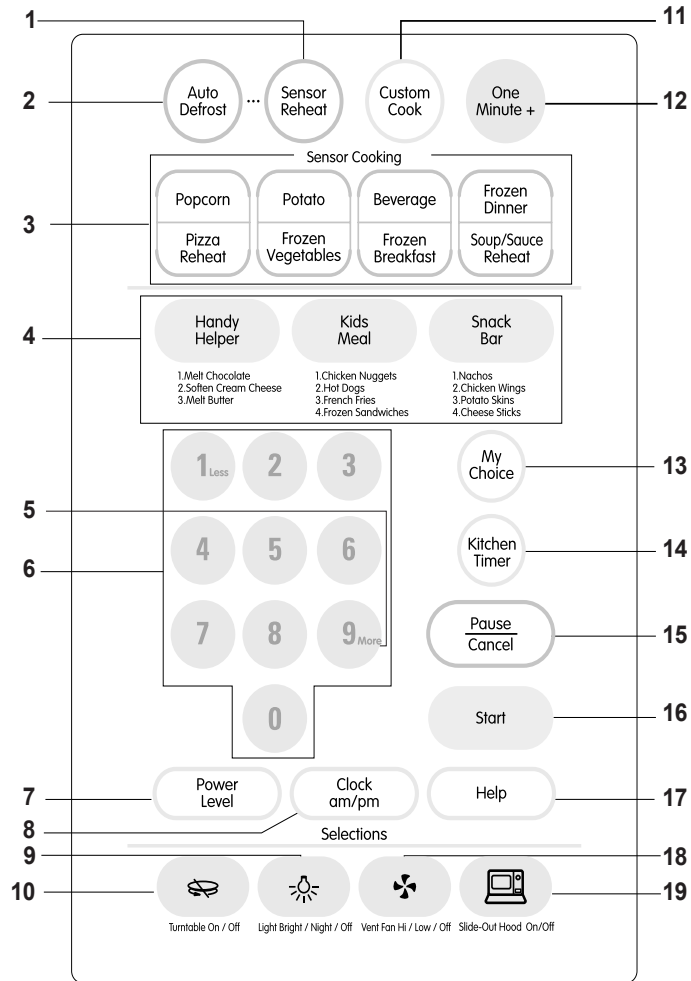 1
11
2
Auto
Defrost
...
Sensor
Reheat
Custom
Cook
One
Minute +
12
Sensor Cooking
3
Popcorn
Potato
Beverage
Frozen
Dinner
Pizza
Reheat
Frozen
Vegetables
Frozen
Breakfast
Soup/Sauce
Reheat
4
Handy
Helper
Kids
Meal
Snack
Bar
1.Melt Chocolate
2.Soften Cream Cheese
3.Melt Butter
1.Chicken Nuggets
2.Hot Dogs
3.French Fries
4.Frozen Sandwiches
1.Nachos
2.Chicken Wings
3.Potato Skins
4.Cheese Sticks
1 Less
2
3
My
Choice
13
5
6
4
5
6
Kitchen
Timer
14
7
8
9 More
Pause
Cancel
15
0
Start
16
7
Power
Level
Clock
am/pm
Help
17
8
Selections
9
18
10
19
Turntable On / Off
Light Bright / Night / Off
Vent Fan Hi / Low / Off
Slide-Out Hood On/Off